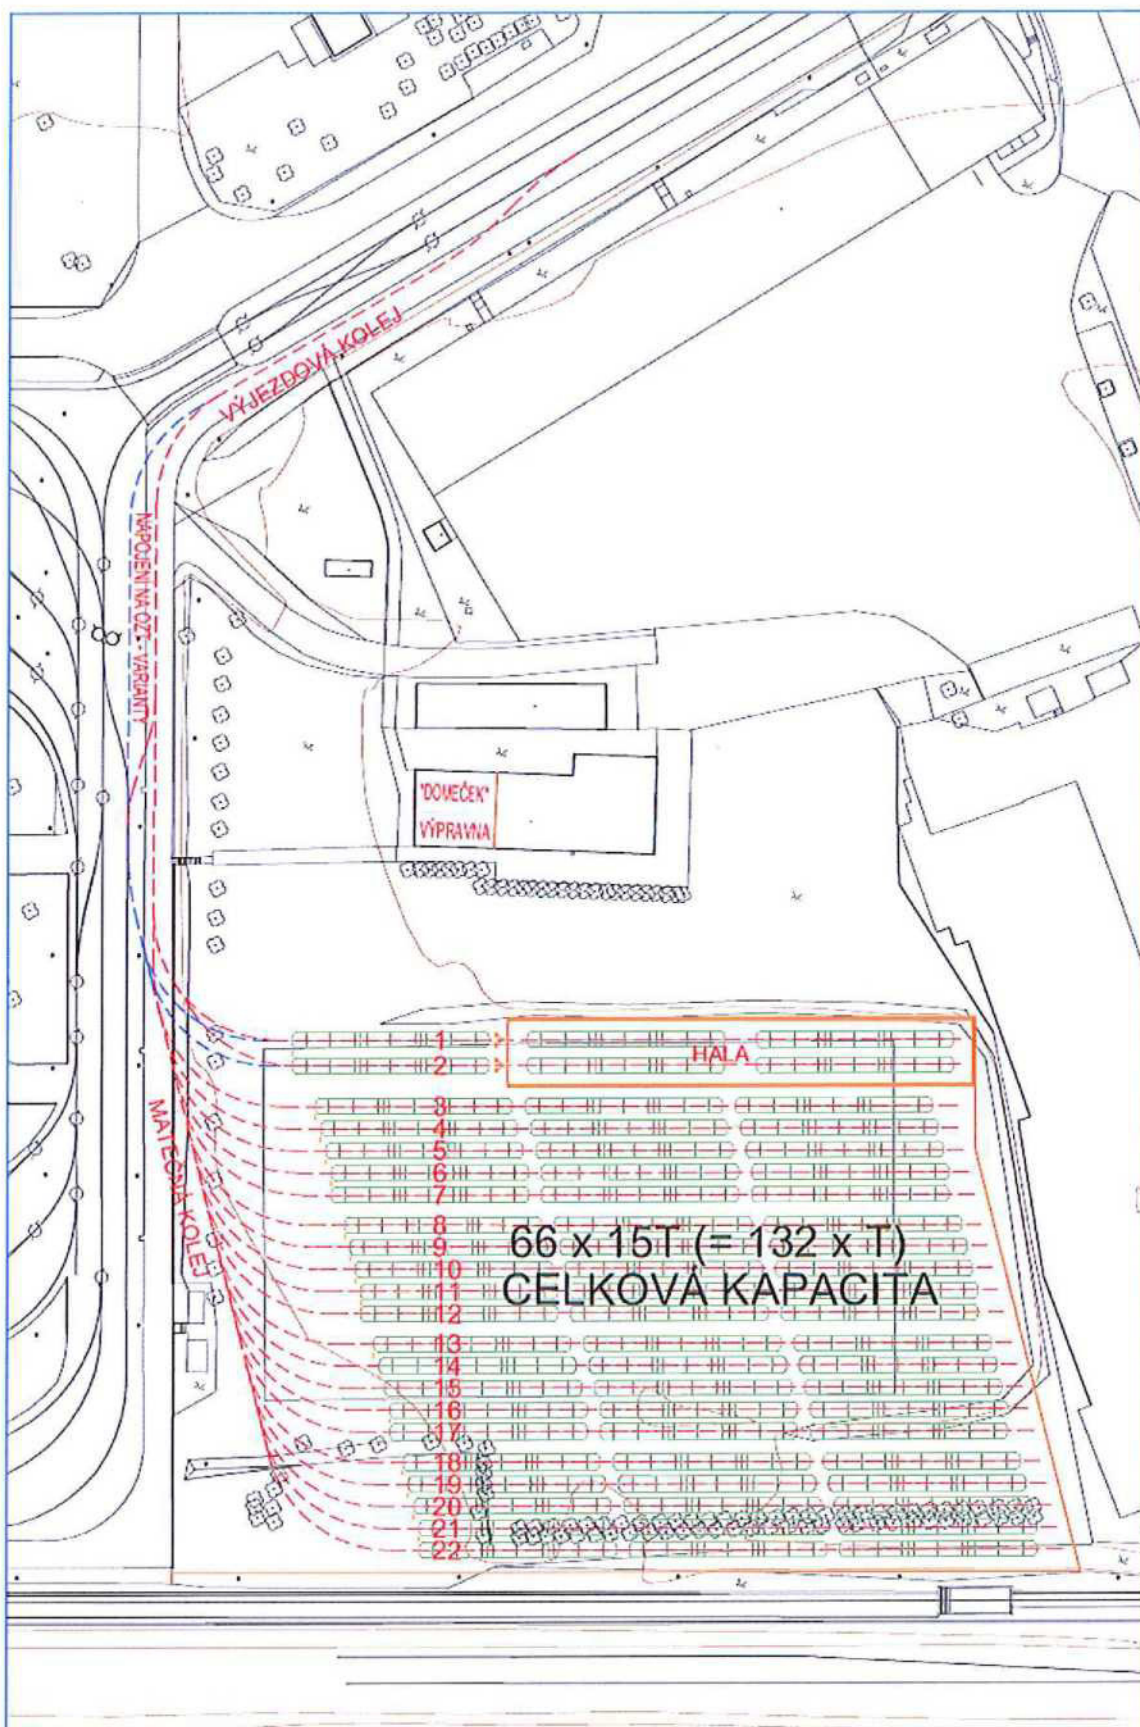 VÝJEZDOVÁ KOLEJ
NAPOJENÍ NA OZT - VARIANTY
"DOMEČEK"
VÝPRAVNA
MATEČNÁ KOLEJ
1
2
HALA
3
4
5
6
7
8
9
10
11
12
66 x 15T (= 132 x T)
CELKOVÁ KAPACITA
13
14
15
16
17
18
19
20
21
22